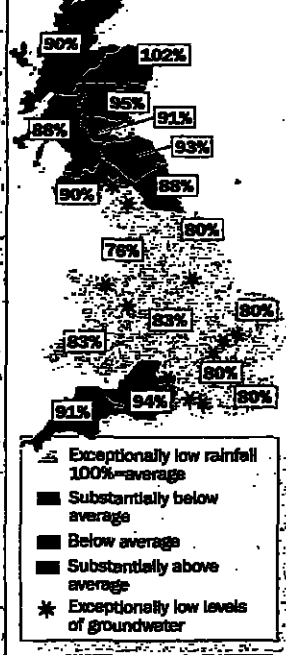 90%
102%
95%
91%
88%
93%
90%
88%
80%
76%
80%
83%
83%
80%
94%
80%
91%
Exceptionally low rainfall
100%=average
Substantially below
average
Below average
Substantially above
average
Exceptionally low levels
of groundwater